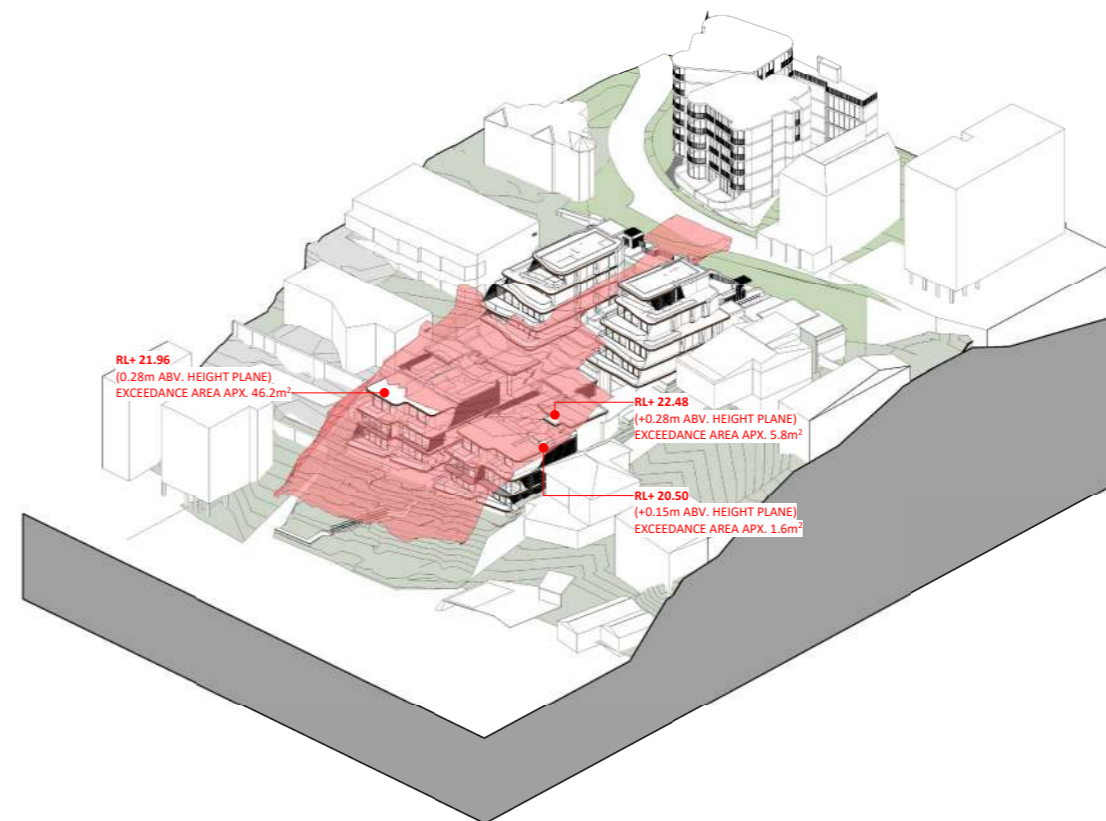 RL+ 21.96
(0.28m ABV. HEIGHT PLANE)
EXCEEDANCE AREA APX. 46.2m²
RL+ 22.48
(+0.28m ABV. HEIGHT PLANE)
EXCEEDANCE AREA APX. 5.8m²
RL+ 20.50
(+0.15m ABV. HEIGHT PLANE)
EXCEEDANCE AREA APX. 1.6m²